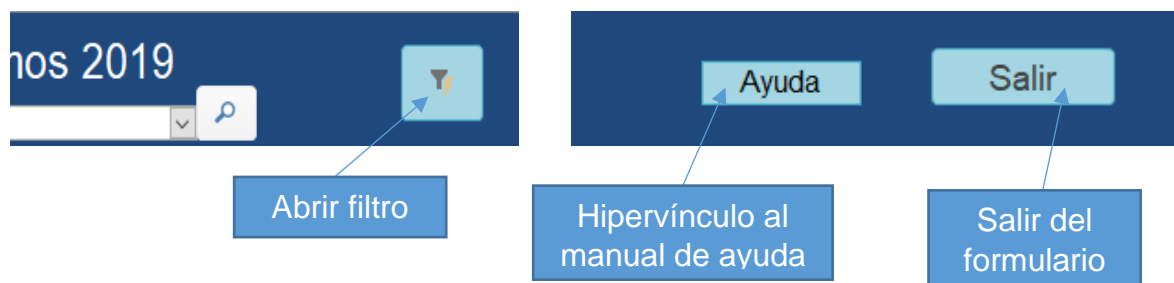 nos 2019
Ayuda
Salir
Abrir filtro
Hipervínculo al
manual de ayuda
Salir del
formulario